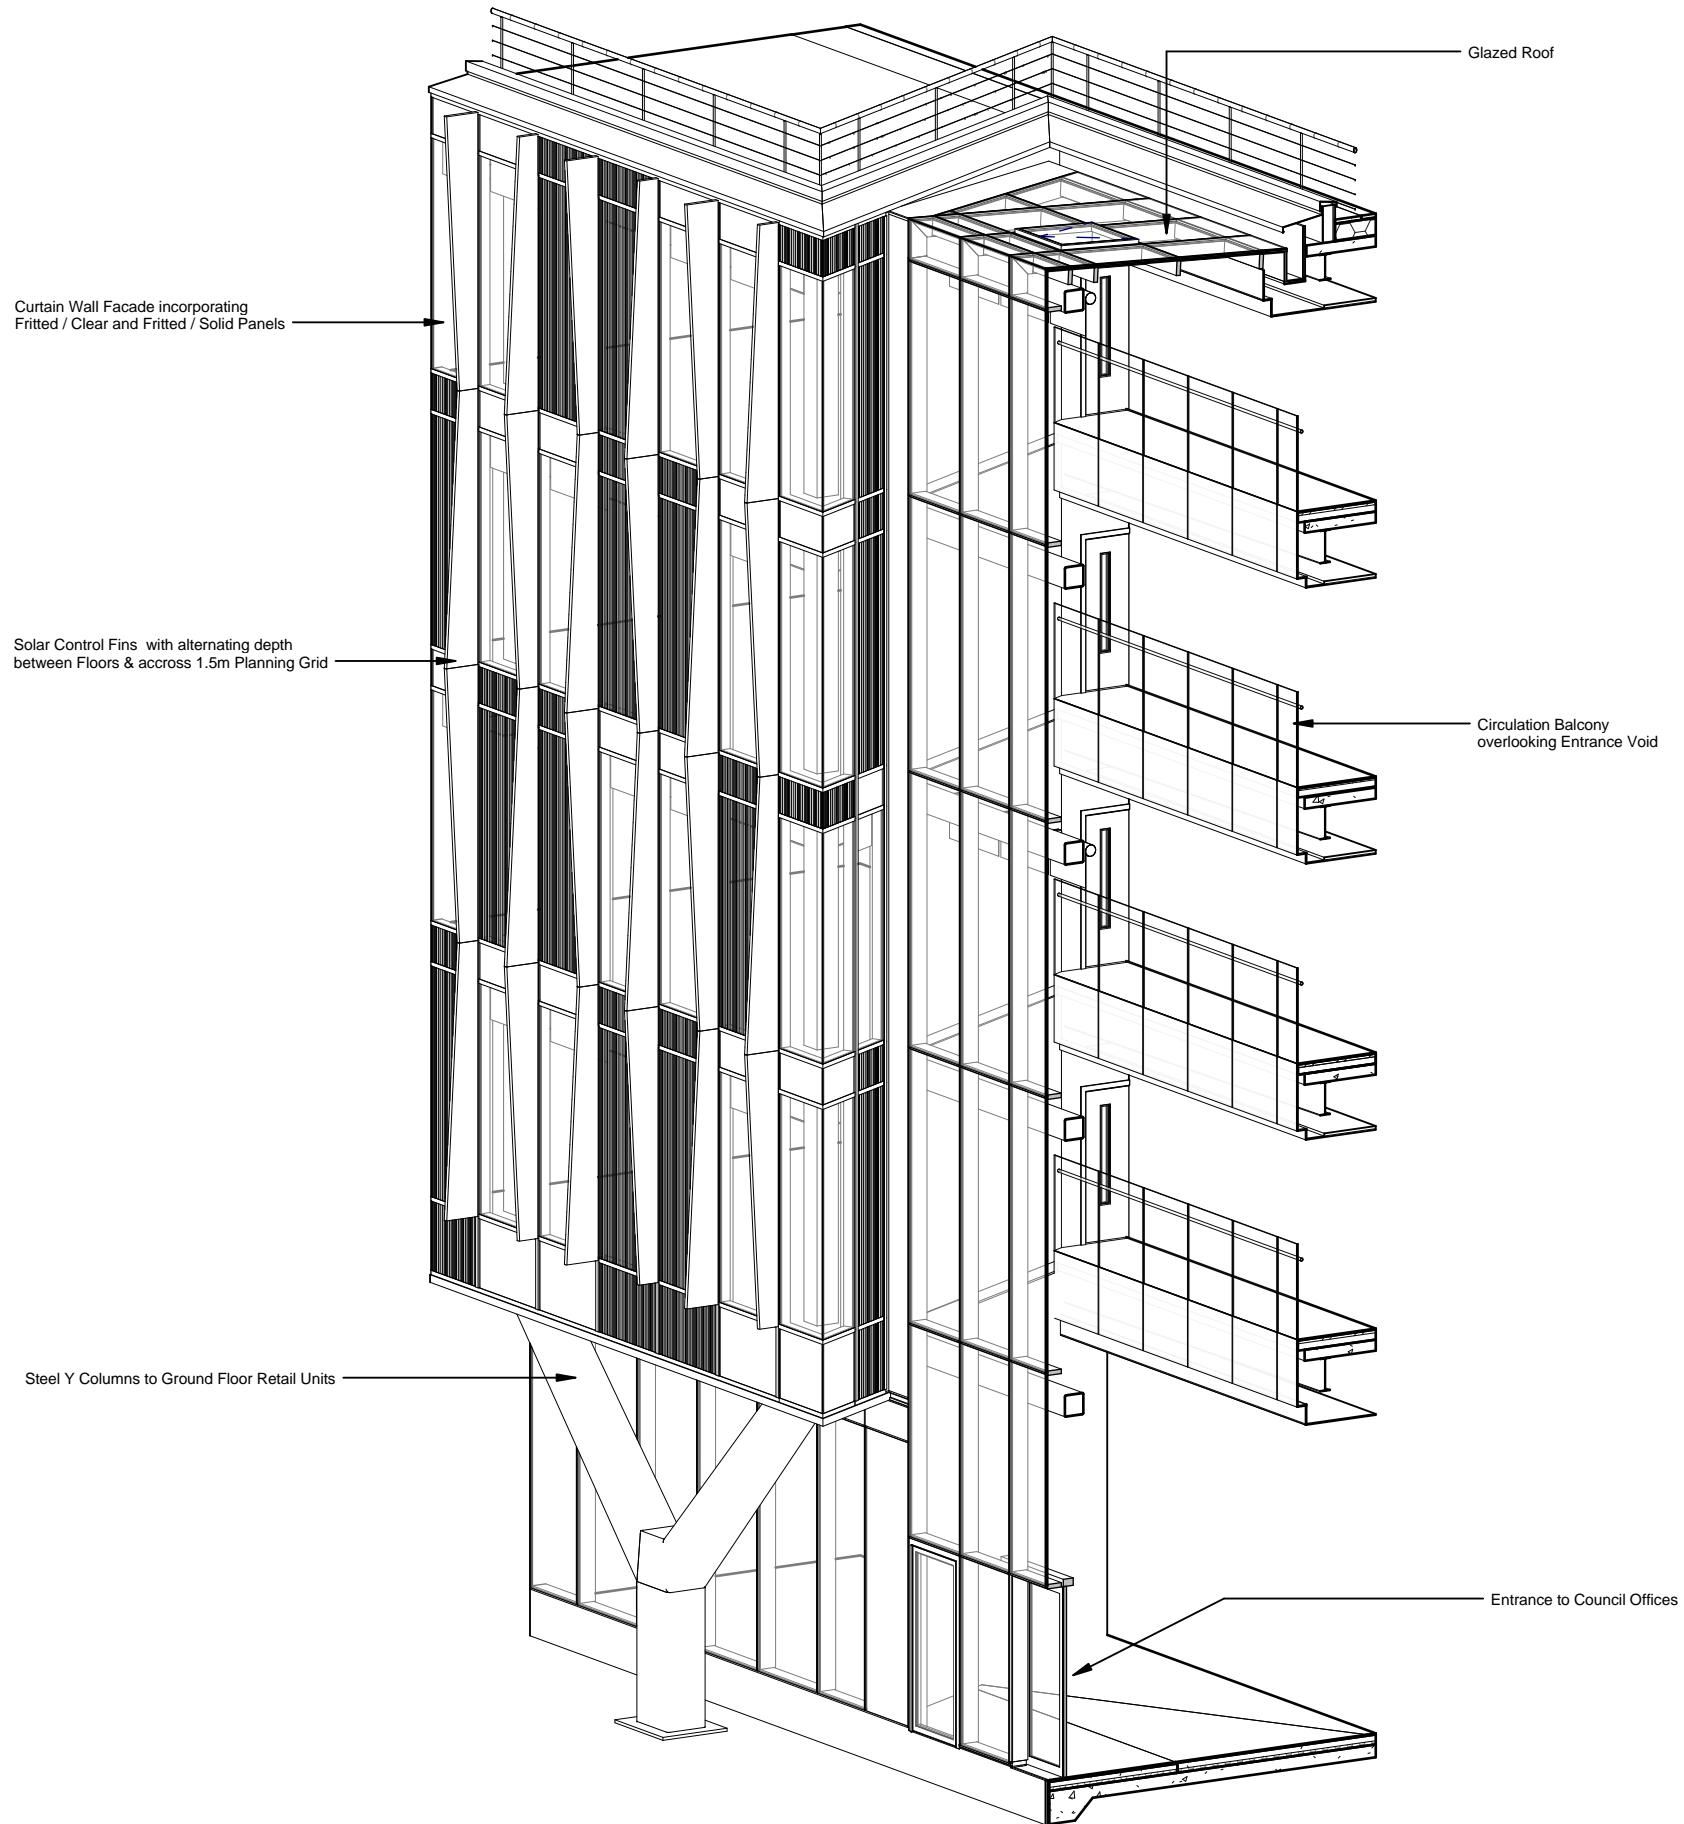 Glazed Roof
Curtain Wall Facade incorporating
Fritted / Clear and Fritted / Solid Panels
Solar Control Fins  with alternating depth
between Floors & accross 1.5m Planning Grid
Circulation Balcony
overlooking Entrance Void
Steel Y Columns to Ground Floor Retail Units
Entrance to Council Offices